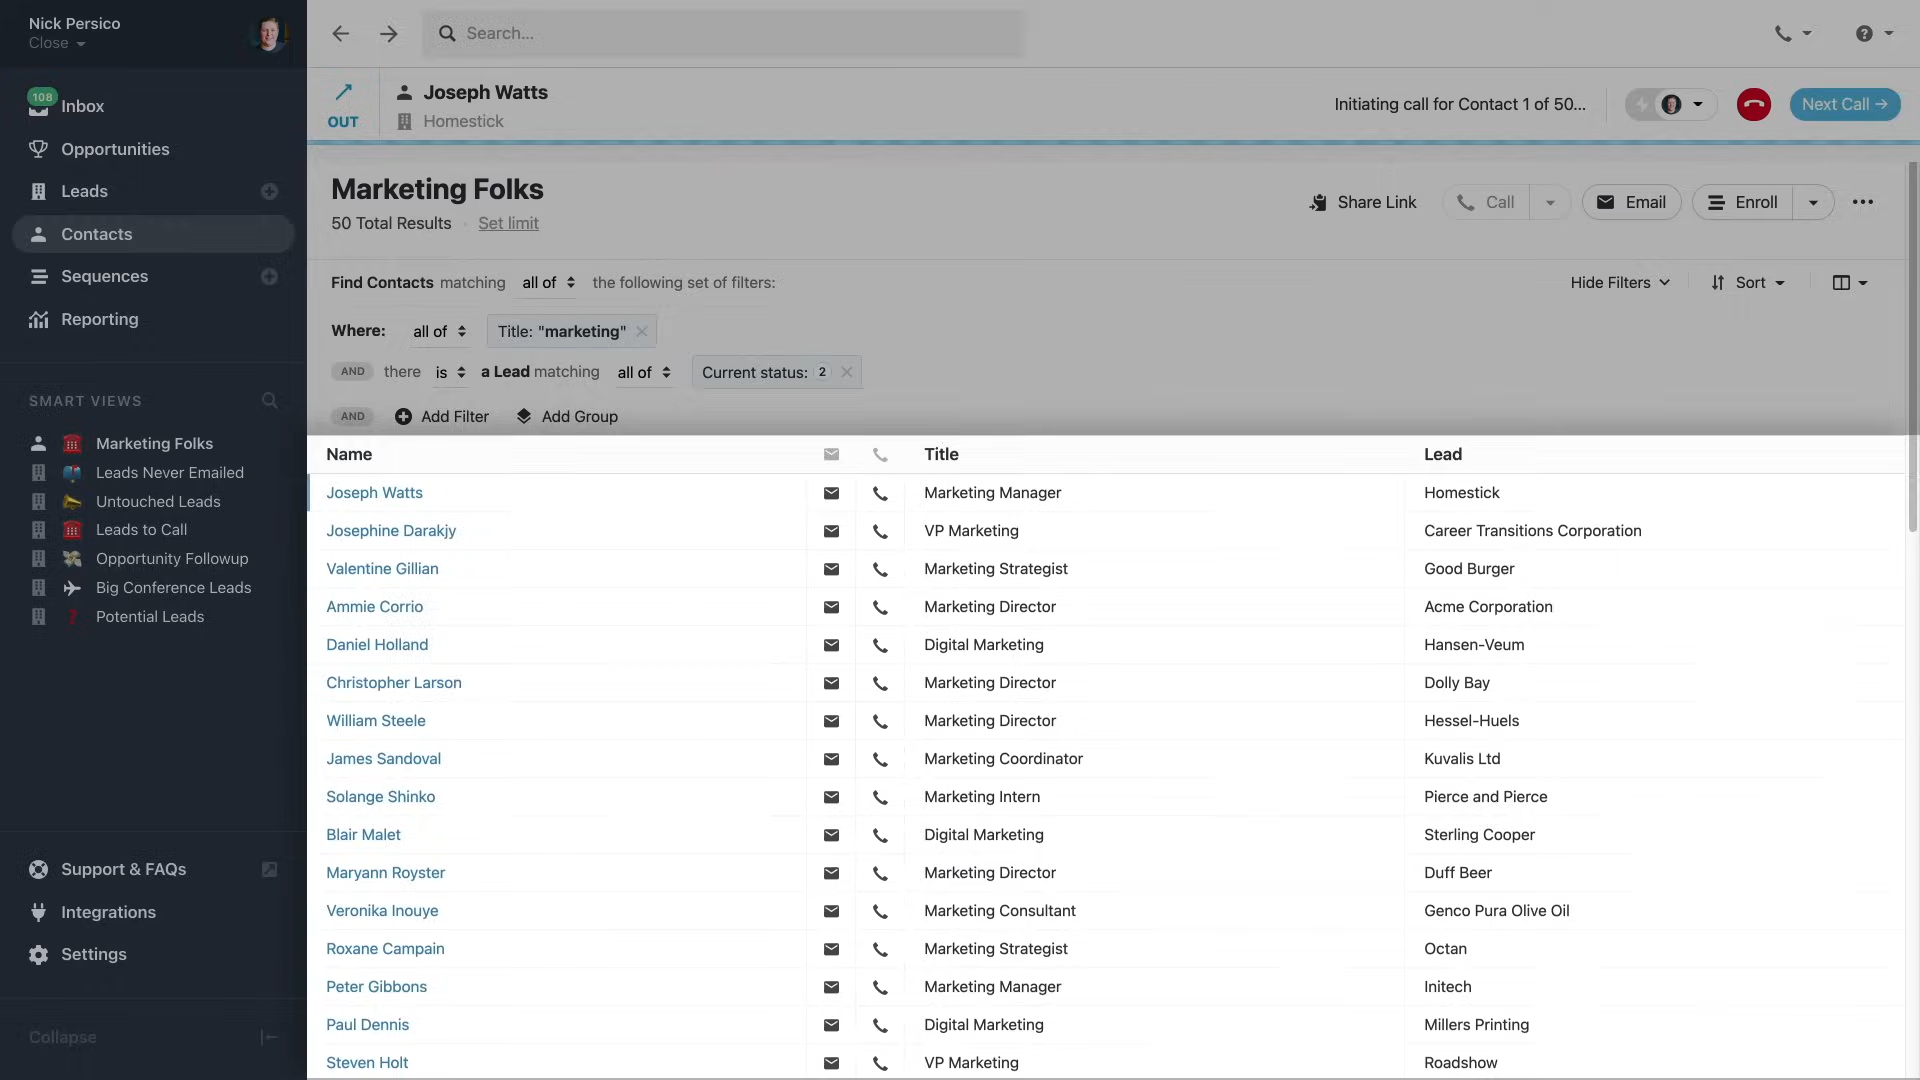 Nick Persico
Close
Search...
108
Inbox
Opportunities
Leads
Contacts
Sequences
Reporting
SMART VIEWS
Marketing Folks
Leads Never Emailed
Untouched Leads
Leads to Call
Opportunity Followup
Big Conference Leads
Potential Leads
Support & FAQs
Integrations
Settings
Collapse
OUT
Joseph Watts
Homestick
Initiating call for Contact 1 of 50...
Next Call →
Marketing Folks
50 Total Results · Set limit
Share Link
Call
Email
Enroll
Find Contacts matching all of the following set of filters:
Hide Filters
Sort
Where: all of Title: "marketing"
AND there is a Lead matching all of Current status: 2
AND Add Filter Add Group
Name Title Lead
Joseph Watts Marketing Manager Homestick
Josephine Darakjy VP Marketing Career Transitions Corporation
Valentine Gillian Marketing Strategist Good Burger
Ammie Corrio Marketing Director Acme Corporation
Daniel Holland Digital Marketing Hansen-Veum
Christopher Larson Marketing Director Dolly Bay
William Steele Marketing Director Hessel-Huels
James Sandoval Marketing Coordinator Kuvalis Ltd
Solange Shinko Marketing Intern Pierce and Pierce
Blair Malet Digital Marketing Sterling Cooper
Maryann Royster Marketing Director Duff Beer
Veronika Inouye Marketing Consultant Genco Pura Olive Oil
Roxane Campain Marketing Strategist Octan
Peter Gibbons Marketing Manager Initech
Paul Dennis Digital Marketing Millers Printing
Steven Holt VP Marketing Roadshow